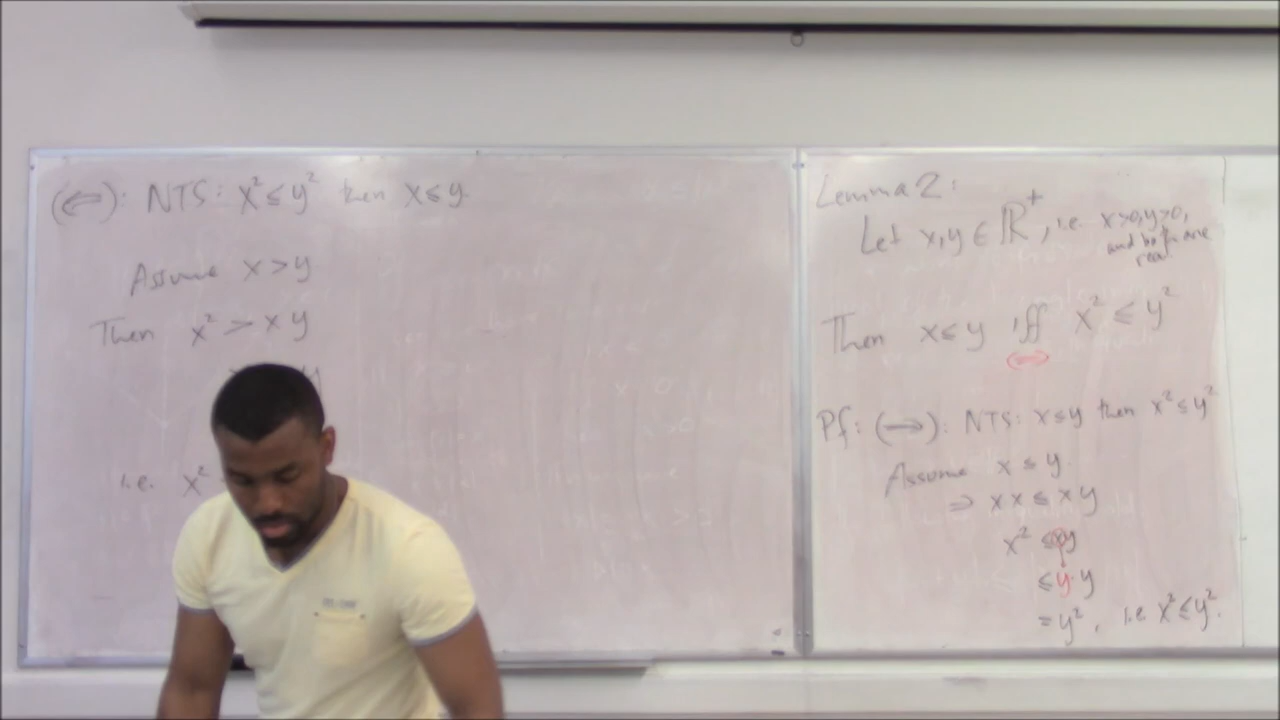 (⇐): NTS: x² ≤ y² then x ≤ y.
Assume x > y
Then x² > x y
y
i.e. x²
Lemma 2:
Let x, y ∈ ℝ⁺, i.e. x>0, y>0,
and both are
real.
Then x ≤ y iff x² ≤ y²
(⇔)
Pf: (→): NTS: x ≤ y then x² ≤ y²
Assume x ≤ y.
⇒ x x ≤ x y
x² ≤ xy
≤ y·y
= y², i.e. x² ≤ y².